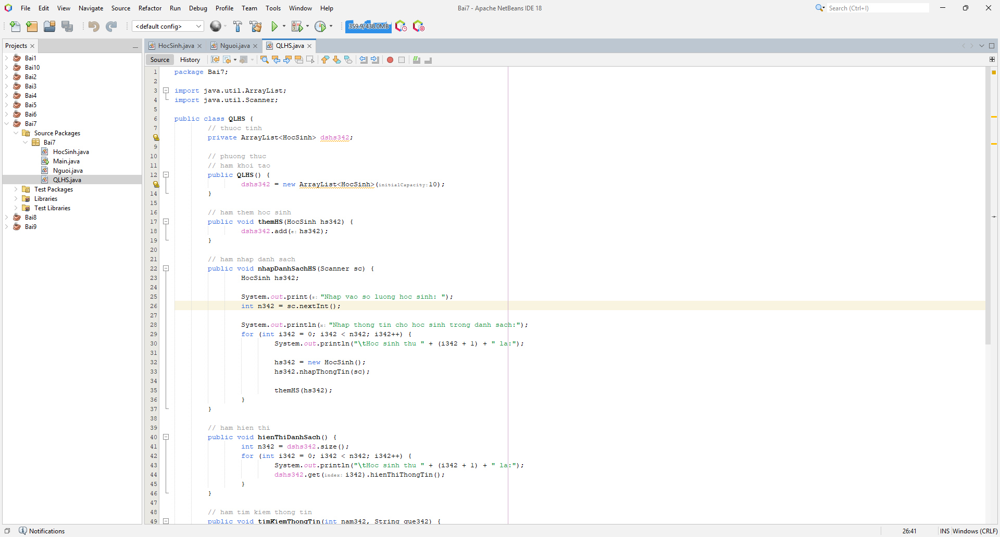 File Edit View Navigate Source Refactor Run Debug Profile Team Tools Window Help
Bai7 - Apache NetBeans IDE 18
Search (Ctrl+I)
<default config>
359.9/438.0MB
Projects
HocSinh.java
Nguoi.java
QLHS.java
Source
History
Bai1
Bai10
Bai2
Bai3
Bai4
Bai5
Bai6
Bai7
Source Packages
Bai7
HocSinh.java
Main.java
Nguoi.java
QLHS.java
Test Packages
Libraries
Test Libraries
Bai8
Bai9
1 package Bai7;
2
3 import java.util.ArrayList;
4 import java.util.Scanner;
5
6 public class QLHS {
7 // thuoc tinh
private ArrayList<HocSinh> dshs342;
9
10 // phuong thuc
11 // ham khoi tao
12 public QLHS() {
dshs342 = new ArrayList<HocSinh>(initialCapacity: 10);
14 }
15
16 // ham them hoc sinh
17 public void themHS(HocSinh hs342) {
18 dshs342.add(e: hs342);
19 }
20
21 // ham nhap danh sach
22 public void nhapDanhSachHS(Scanner sc) {
23 HocSinh hs342;
24
25 System.out.print(s: "Nhap vao so luong hoc sinh: ");
26 int n342 = sc.nextInt();
27
28 System.out.println(x: "Nhap thong tin cho hoc sinh trong danh sach:");
29 for (int i342 = 0; i342 < n342; i342++) {
30 System.out.println("\tHoc sinh thu " + (i342 + 1) + " la:");
31
32 hs342 = new HocSinh();
33 hs342.nhapThongTin(sc);
34
35 themHS(hs342);
36 }
37 }
38
39 // ham hien thi
40 public void hienThiDanhSach() {
41 int n342 = dshs342.size();
42 for (int i342 = 0; i342 < n342; i342++) {
43 System.out.println("\tHoc sinh thu " + (i342 + 1) + " la:");
44 dshs342.get(index: i342).hienThiThongTin();
45 }
46 }
47
48 // ham tim kiem thong tin
49 public void timKiemThongTin(int nam342, String que342) {
Notifications
26:41
INS
Windows (CRLF)